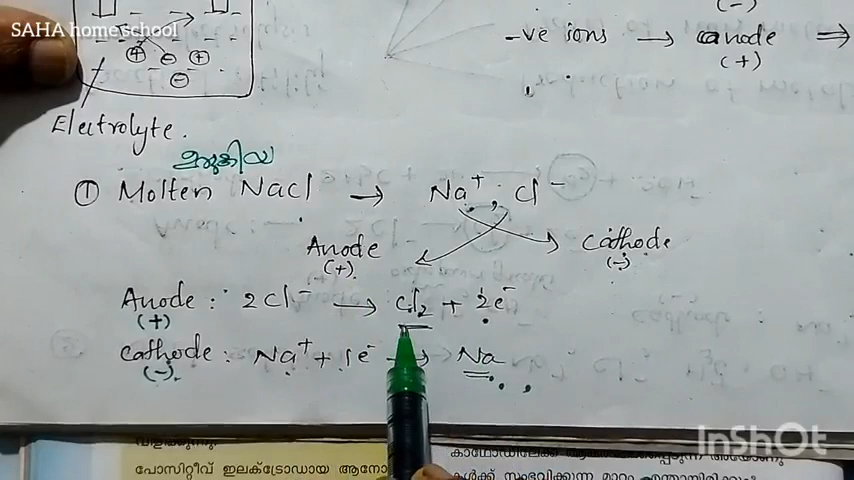 SAHA home school
(-)
-ve ions → anode ⇒
(+)
Electrolyte.
ഉരുകിയ
① Molten NaCl → Na⁺, Cl⁻
Anode
(+)
Cathode
(-)
Anode : 2Cl⁻ → Cl₂ + 2e⁻
(+)
Cathode : Na⁺ + 1e⁻ → Na
(-)
InShOt
പോസിറ്റീവ് ഇലക്ട്രോഡായ ആനോ